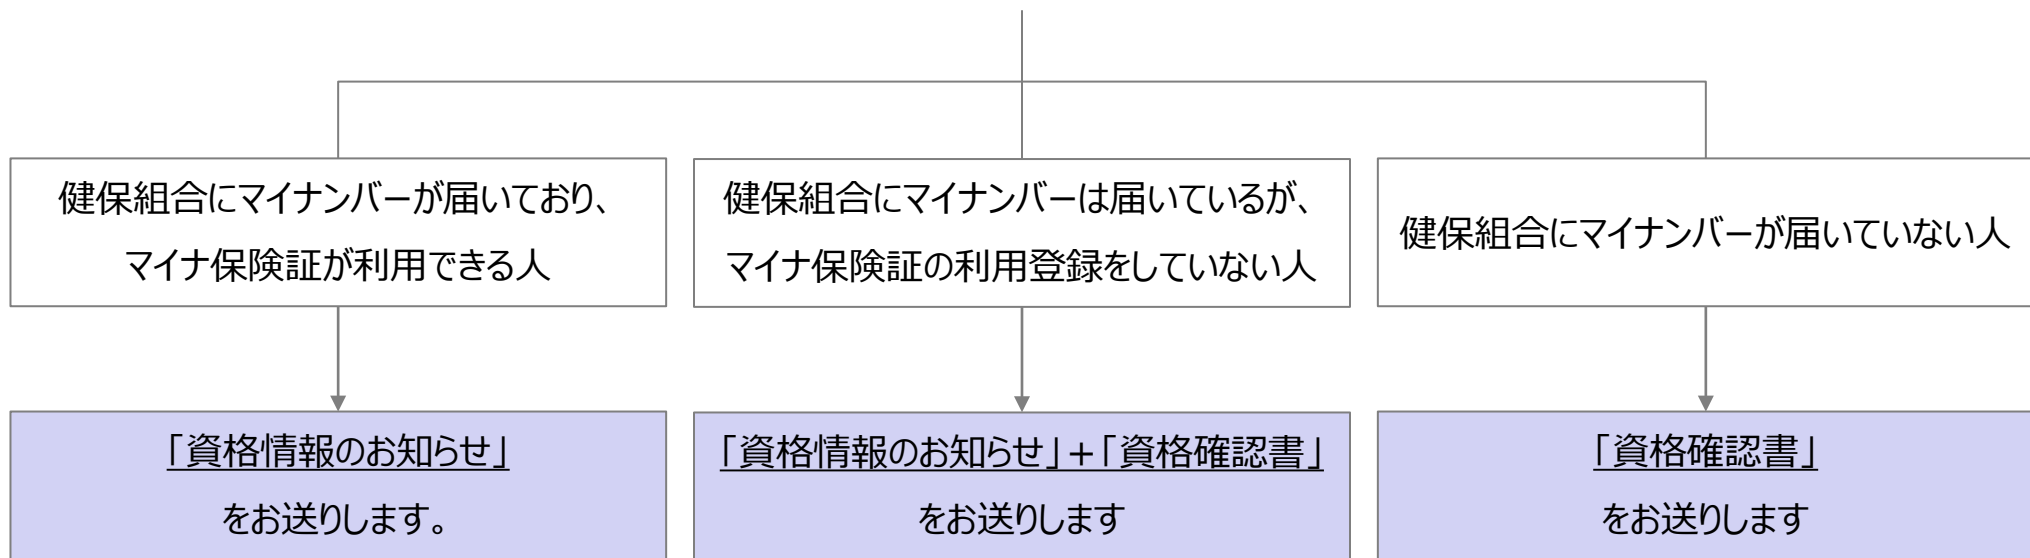 健保組合にマイナンバーが届いており、
マイナ保険証が利用できる人
健保組合にマイナンバーは届いているが、
マイナ保険証の利用登録をしていない人
健保組合にマイナンバーが届いていない人
「資格情報のお知らせ」
をお送りします。
「資格情報のお知らせ」+「資格確認書」
をお送りします
「資格確認書」
をお送りします